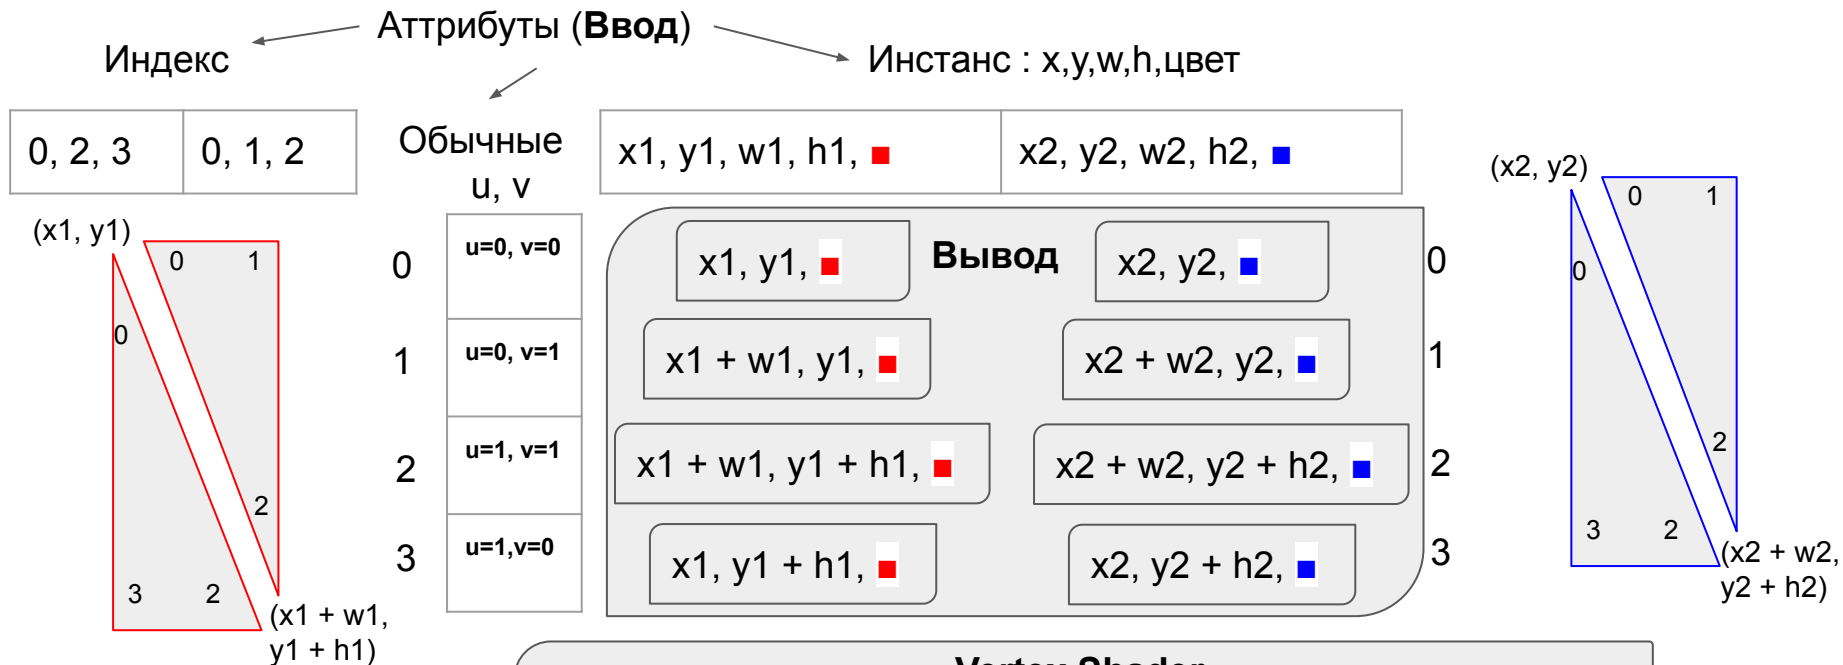 Аттрибуты (Ввод)
Индекс
Инстанс : x,y,w,h,цвет
0, 2, 3
0, 1, 2
Обычные
u, v
x1, y1, w1, h1,
x2, y2, w2, h2,
(x1, y1)
0
1
0
2
3
2
(x1 + w1,
y1 + h1)
0
u=0, v=0
1
u=0, v=1
2
u=1, v=1
3
u=1,v=0
Вывод
x1, y1,
x2, y2,
0
x1 + w1, y1,
x2 + w2, y2,
1
x1 + w1, y1 + h1,
x2 + w2, y2 + h2,
2
x1, y1 + h1,
x2, y2 + h2,
3
(x2, y2)
0
1
0
2
3
2
(x2 + w2,
y2 + h2)
Vertex Shader